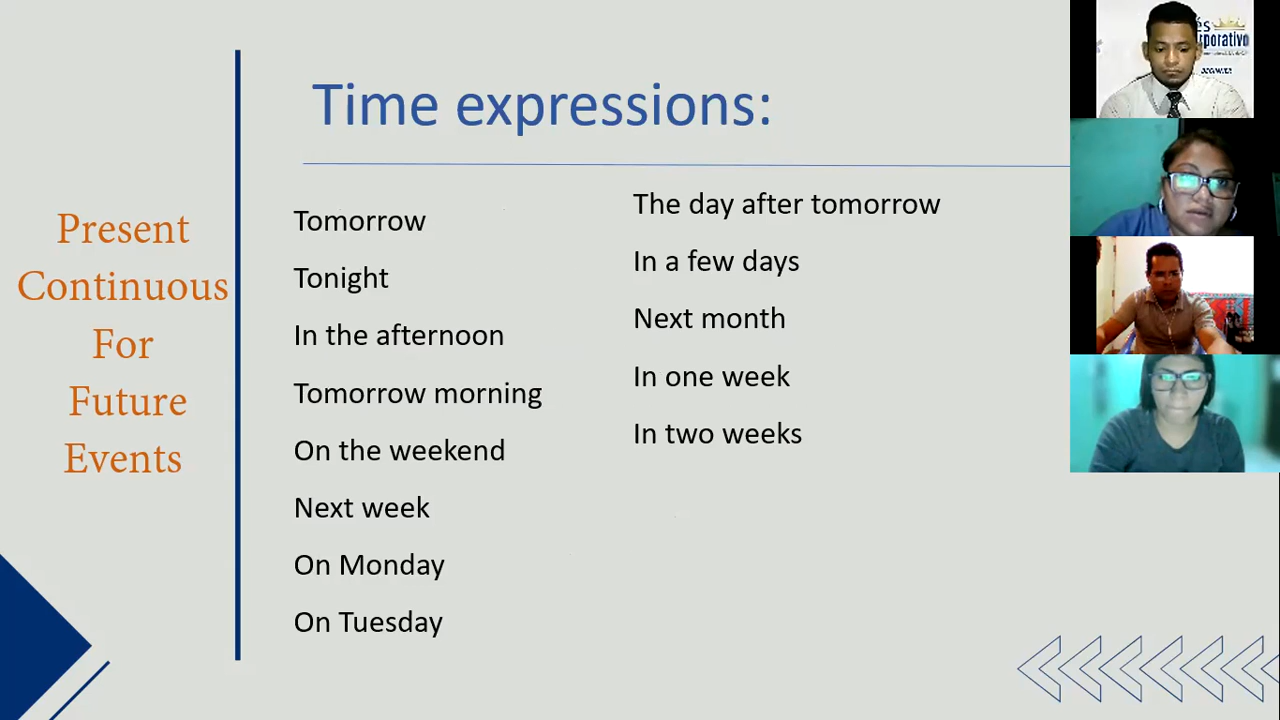 Time expressions:
Present
Continuous
For
Future
Events
Tomorrow
Tonight
In the afternoon
Tomorrow morning
On the weekend
Next week
On Monday
On Tuesday
The day after tomorrow
In a few days
Next month
In one week
In two weeks
és
rporativo